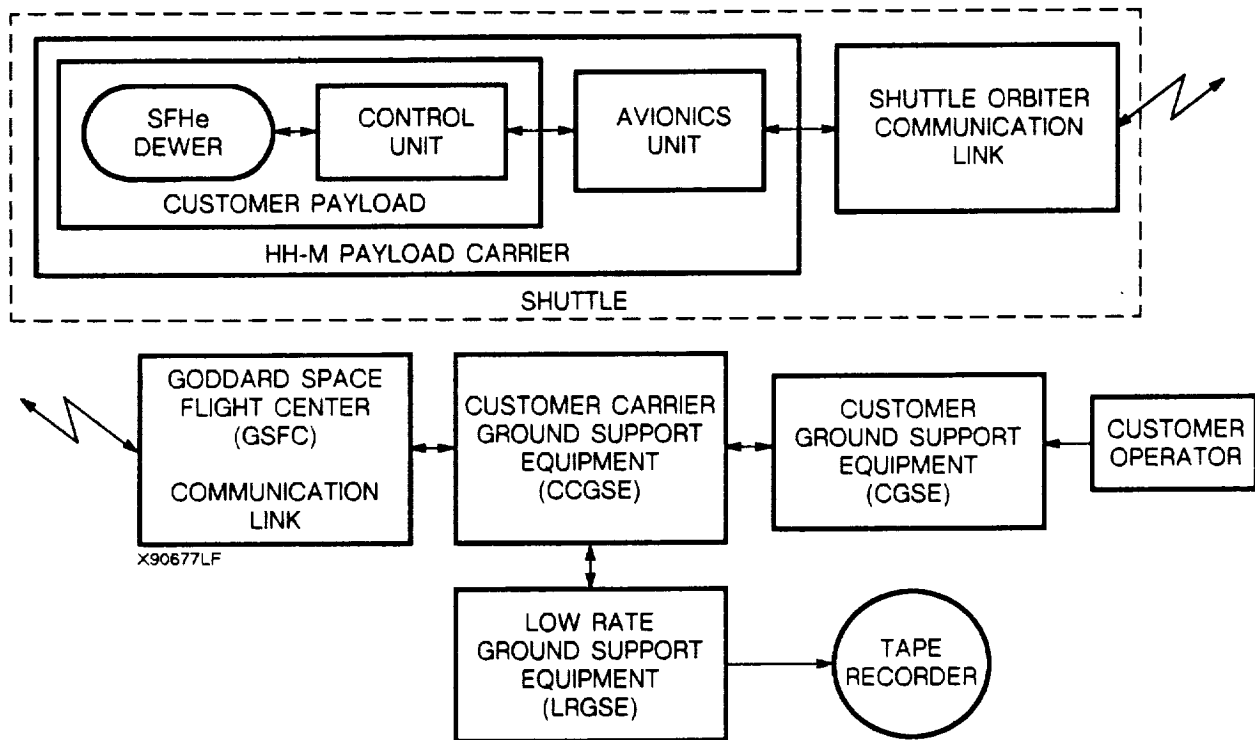 SFHe
DEWER
CONTROL
UNIT
CUSTOMER PAYLOAD
AVIONICS
UNIT
HH-M PAYLOAD CARRIER
SHUTTLE ORBITER
COMMUNICATION
LINK
SHUTTLE
GODDARD SPACE
FLIGHT CENTER
(GSFC)
COMMUNICATION
LINK
X90677LF
CUSTOMER CARRIER
GROUND SUPPORT
EQUIPMENT
(CCGSE)
CUSTOMER
GROUND SUPPORT
EQUIPMENT
(CGSE)
CUSTOMER
OPERATOR
LOW RATE
GROUND SUPPORT
EQUIPMENT
(LRGSE)
TAPE
RECORDER